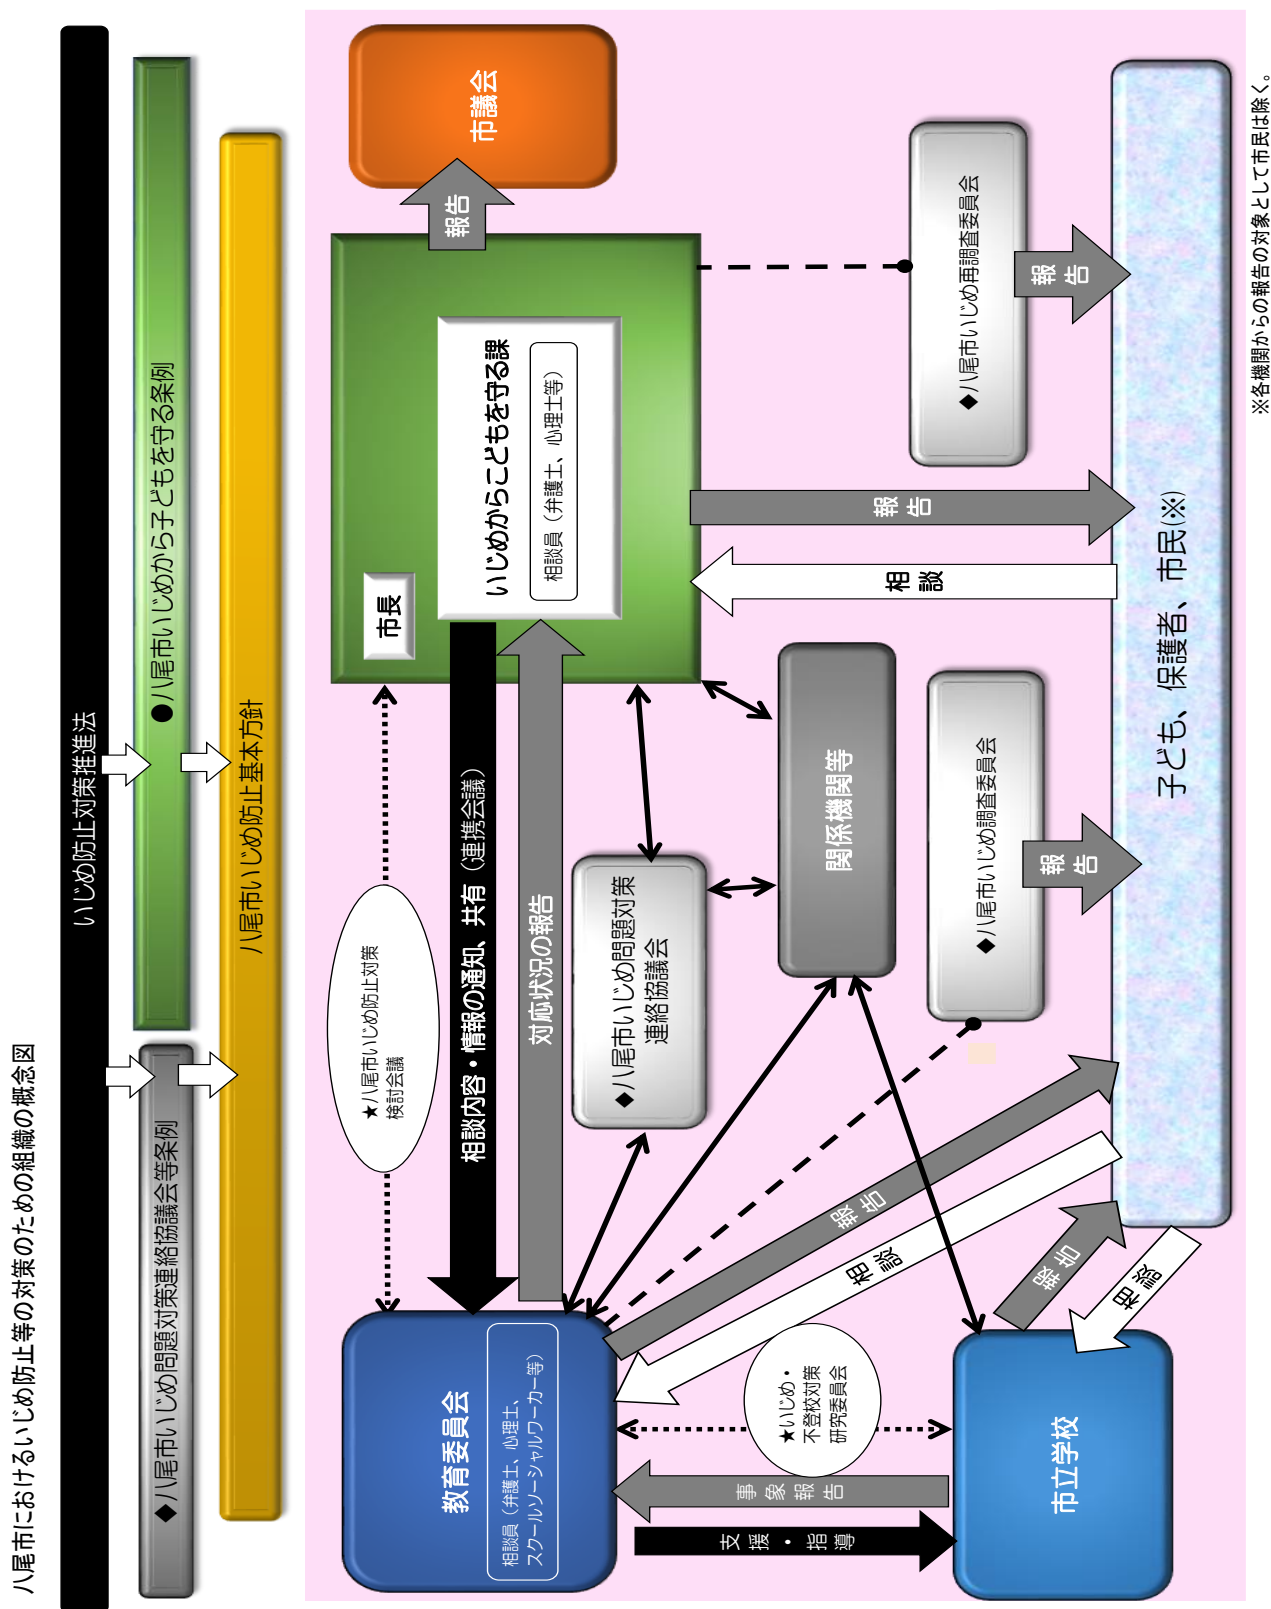 八尾市におけるいじめ防止等の対策のための組織の概念図
いじめ防止対策推進法
◆八尾市いじめ問題対策連絡協議会等条例
●八尾市いじめから子どもを守る条例
八尾市いじめ防止基本方針
教育委員会
相談員（弁護士、心理士、
スクールソーシャルワーカー等）
★八尾市いじめ防止対策
検討会議
相談内容・情報の通知、共有（連携会議）
対応状況の報告
市長
いじめからこどもを守る課
相談員（弁護士、心理士等）
報告
市議会
◆八尾市いじめ問題対策
連絡協議会
関係機関等
◆八尾市いじめ調査委員会
報告
◆八尾市いじめ再調査委員会
報告
相談
報告
報告
相談
支援・指導
事象報告
★いじめ・
不登校対策
研究委員会
市立学校
報告
相談
子ども、保護者、市民(※)
※各機関からの報告の対象として市民は除く。